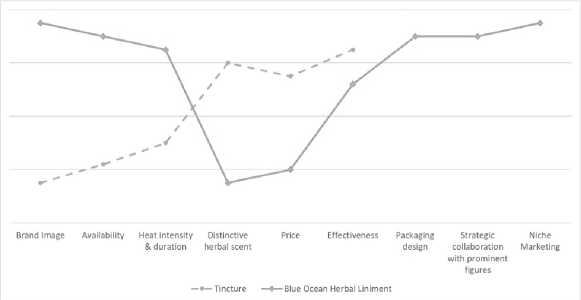 Brand Image
Availability
Heat intensity
& duration
Distinctive
herbal scent
Price
Effectiveness
Packaging
design
Strategic
collaboration
with prominent
figures
Niche
Marketing
Tincture
Blue Ocean Herbal Liniment